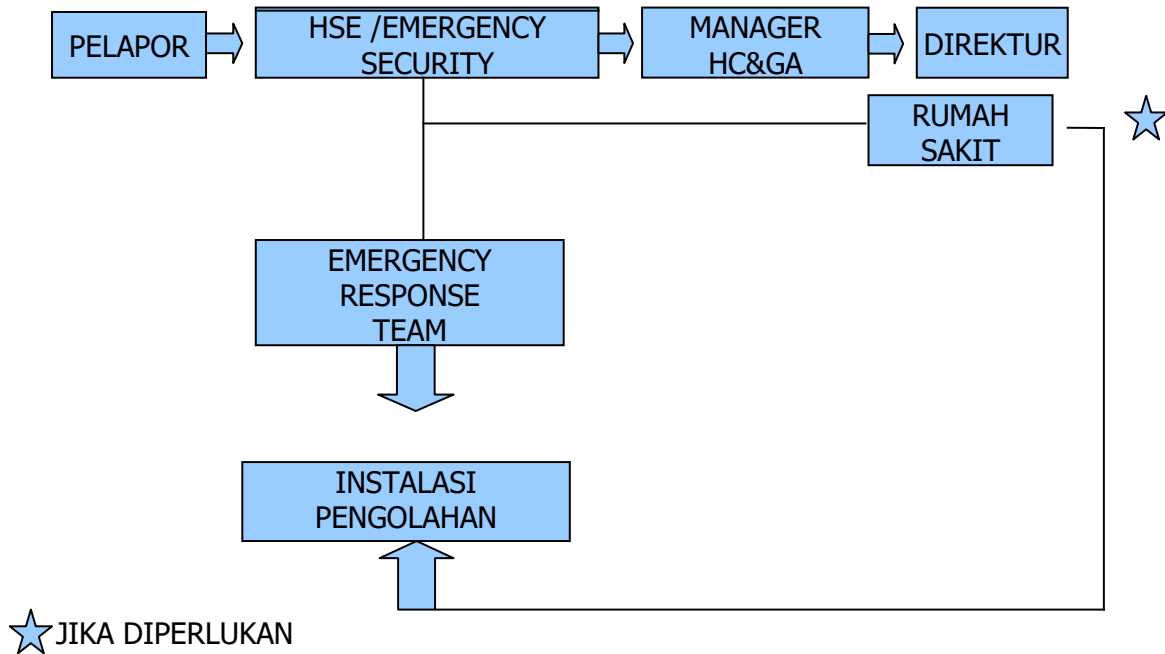 PELAPOR
HSE /EMERGENCY
SECURITY
MANAGER
HC&GA
DIREKTUR
RUMAH
SAKIT
EMERGENCY
RESPONSE
TEAM
INSTALASI
PENGOLAHAN
JIKA DIPERLUKAN